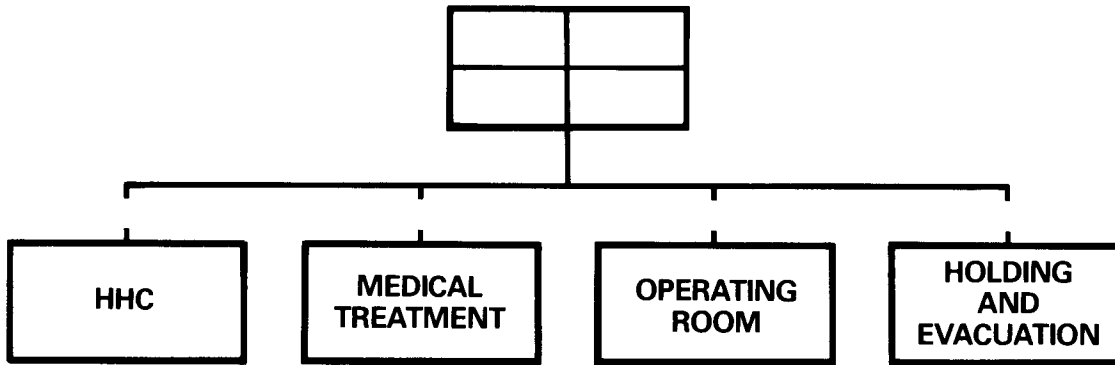 HHC
MEDICAL
TREATMENT
OPERATING
ROOM
HOLDING
AND
EVACUATION